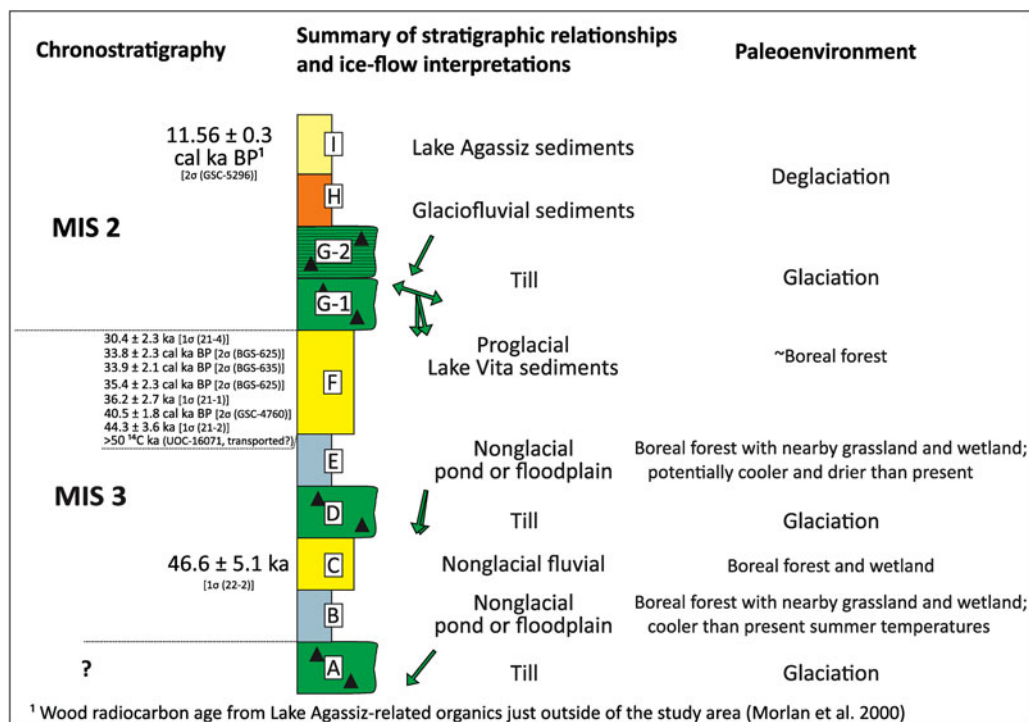 Chronostratigraphy
Summary of stratigraphic relationships
and ice-flow interpretations
Paleoenvironment
11.56 ± 0.3
cal ka BP¹
[2σ (GSC-5296)]
I
Lake Agassiz sediments
Deglaciation
H
Glaciofluvial sediments
MIS 2
G-2
Till
Glaciation
G-1
30.4 ± 2.3 ka [1σ (21-4)]
33.8 ± 2.3 cal ka BP [2σ (BGS-625)]
33.9 ± 2.1 cal ka BP [2σ (BGS-635)]
35.4 ± 2.3 cal ka BP [2σ (BGS-625)]
36.2 ± 2.7 ka [1σ (21-1)]
40.5 ± 1.8 cal ka BP [2σ (GSC-4760)]
44.3 ± 3.6 ka [1σ (21-2)]
>50 ¹⁴C ka (UOC-16071, transported?)
F
Proglacial
Lake Vita sediments
~Boreal forest
E
Nonglacial
pond or floodplain
Boreal forest with nearby grassland and wetland;
potentially cooler and drier than present
MIS 3
D
Till
Glaciation
46.6 ± 5.1 ka
[1σ (22-2)]
C
Nonglacial fluvial
Boreal forest and wetland
B
Nonglacial
pond or floodplain
Boreal forest with nearby grassland and wetland;
cooler than present summer temperatures
?
A
Till
Glaciation
¹ Wood radiocarbon age from Lake Agassiz-related organics just outside of the study area (Morlan et al. 2000)